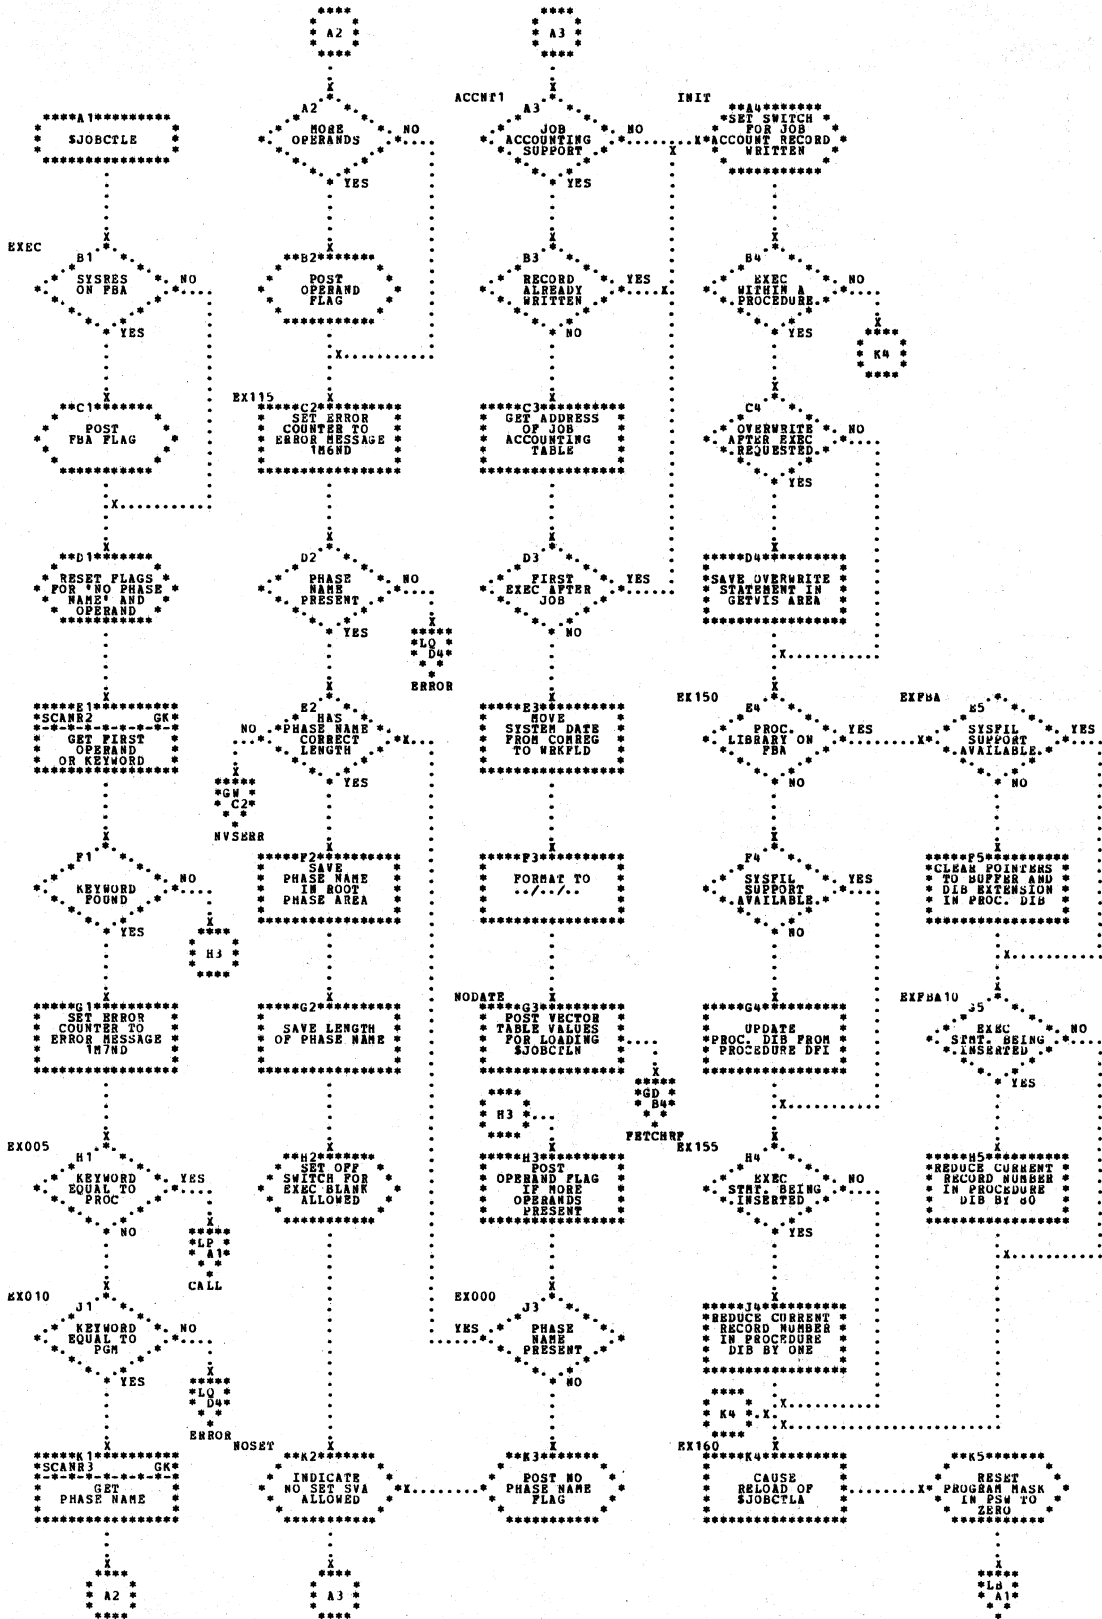 A2
A3
ACCNT1
INIT
A1
$JOBCTLE
A2
MORE
OPERANDS
NO
YES
A3
JOB
ACCOUNTING
SUPPORT
NO
YES
A4
SET SWITCH
FOR JOB
ACCOUNT RECORD
WRITTEN
EXEC
B1
SYSRES
ON FBA
NO
YES
B2
POST
OPERAND
FLAG
B3
RECORD
ALREADY
WRITTEN
YES
NO
B4
EXEC
WITHIN A
PROCEDURE
NO
YES
K4
C1
POST
FBA FLAG
EX115
C2
SET ERROR
COUNTER TO
ERROR MESSAGE
1M6ND
C3
GET ADDRESS
OF JOB
ACCOUNTING
TABLE
C4
OVERWRITE
AFTER EXEC
REQUESTED
NO
YES
D1
RESET FLAGS
FOR 'NO PHASE
NAME' AND
OPERAND
D2
PHASE
NAME
PRESENT
NO
YES
LQ
D4
ERROR
D3
FIRST
EXEC AFTER
JOB
YES
NO
D4
SAVE OVERWRITE
STATEMENT IN
GETVIS AREA
E1
SCANR2 GK
GET FIRST
OPERAND
OR KEYWORD
E2
HAS
PHASE NAME
CORRECT
LENGTH
NO
YES
GW
C2
NVSERR
E3
MOVE
SYSTEM DATE
FROM COMREG
TO WRKFLD
EX150
E4
PROC.
LIBRARY ON
FBA
YES
NO
EXFBA
E5
SYSFIL
SUPPORT
AVAILABLE
YES
NO
F1
KEYWORD
FOUND
NO
YES
H3
F2
SAVE
PHASE NAME
IN ROOT
PHASE AREA
F3
FORMAT TO
../../..
F4
SYSFIL
SUPPORT
AVAILABLE
YES
NO
F5
CLEAR POINTERS
TO BUFFER AND
DIB EXTENSION
IN PROC. DIB
G1
SET ERROR
COUNTER TO
ERROR MESSAGE
1M7ND
G2
SAVE LENGTH
OF PHASE NAME
NODATE
G3
POST VECTOR
TABLE VALUES
FOR LOADING
$JOBCTLN
GD
B4
FETCHRF
G4
UPDATE
PROC. DIB FROM
PROCEDURE DPI
EXFBA10
G5
EXEC
STMT. BEING
INSERTED
NO
YES
EX005
H1
KEYWORD
EQUAL TO
PROC
YES
NO
LP
A1
CALL
H2
SET OFF
SWITCH FOR
EXEC BLANK
ALLOWED
H3
H3
POST
OPERAND FLAG
IF MORE
OPERANDS
PRESENT
EX155
H4
EXEC
STMT. BEING
INSERTED
NO
YES
H5
REDUCE CURRENT
RECORD NUMBER
IN PROCEDURE
DIB BY 80
EX010
J1
KEYWORD
EQUAL TO
PGM
NO
YES
LQ
D4
ERROR
EX000
J3
PHASE
NAME
PRESENT
YES
NO
J4
REDUCE CURRENT
RECORD NUMBER
IN PROCEDURE
DIB BY ONE
K4
K1
SCANR3 GK
GET
PHASE NAME
NOSET
K2
INDICATE
NO SET SVA
ALLOWED
K3
POST NO
PHASE NAME
FLAG
EX160
K4
CAUSE
RELOAD OF
$JOBCTLA
K5
RESET
PROGRAM MASK
IN PSW TO
ZERO
A2
A3
LB
A1